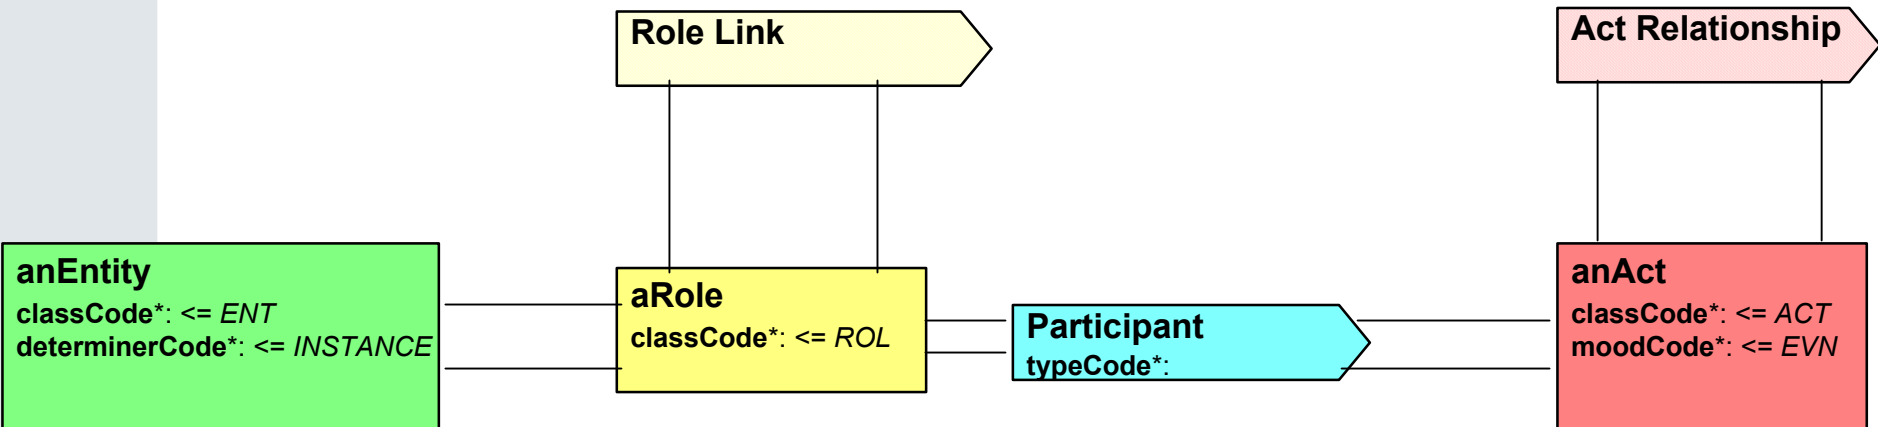 Role Link
Act Relationship
anEntity
classCode*: <= ENT
determinerCode*: <= INSTANCE
aRole
classCode*: <= ROL
Participant
typeCode*:
anAct
classCode*: <= ACT
moodCode*: <= EVN